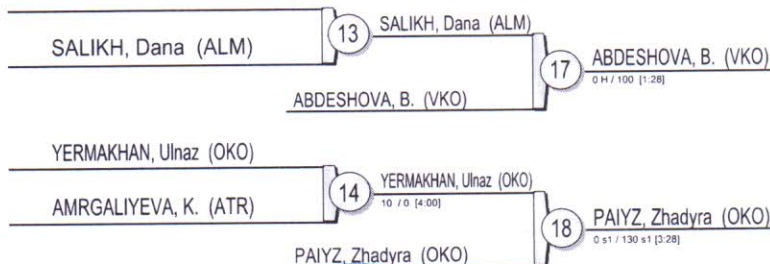 SALIKH, Dana (ALM)
13
SALIKH, Dana (ALM)
ABDESHOVA, B. (VKO)
17
ABDESHOVA, B. (VKO)
0 H / 100 [1:28]
YERMAKHAN, Ulnaz (OKO)
AMRGALIYEVA, K. (ATR)
14
YERMAKHAN, Ulnaz (OKO)
10 / 0 [4:00]
PAIYZ, Zhadyra (OKO)
18
PAIYZ, Zhadyra (OKO)
0 s1 / 130 s1 [3:28]